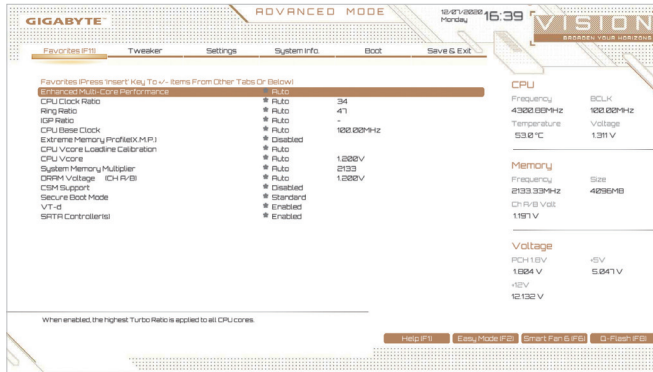 GIGABYTE™
ADVANCED MODE
12/07/2020
Monday
16:39
VISION
BROADEN YOUR HORIZONS
Favorites (F11)
Tweaker
Settings
System Info.
Boot
Save & Exit
Favorites (Press 'Insert' Key To +/- Items From Other Tabs Or Below)
Enhanced Multi-Core Performance Auto
CPU Clock Ratio Auto 34
Ring Ratio Auto 47
IGP Ratio Auto -
CPU Base Clock Auto 100.00MHz
Extreme Memory Profile(X.M.P.) Disabled
CPU Vcore Loadline Calibration Auto
CPU Vcore Auto 1.200V
System Memory Multiplier Auto 2133
DRAM Voltage (CH A/B) Auto 1.200V
CSM Support Disabled
Secure Boot Mode Standard
VT-d Enabled
SATA Controller(s) Enabled
When enabled, the highest Turbo Ratio is applied to all CPU cores.
CPU
Frequency BCLK
4300.88MHz 100.00MHz
Temperature Voltage
53.0 °C 1.311 V
Memory
Frequency Size
2133.33MHz 4096MB
Ch A/B Volt
1.197 V
Voltage
PCH 1.8V +5V
1.804 V 5.047 V
+12V
12.132 V
Help (F1)
Easy Mode (F2)
Smart Fan 6 (F6)
Q-Flash (F8)